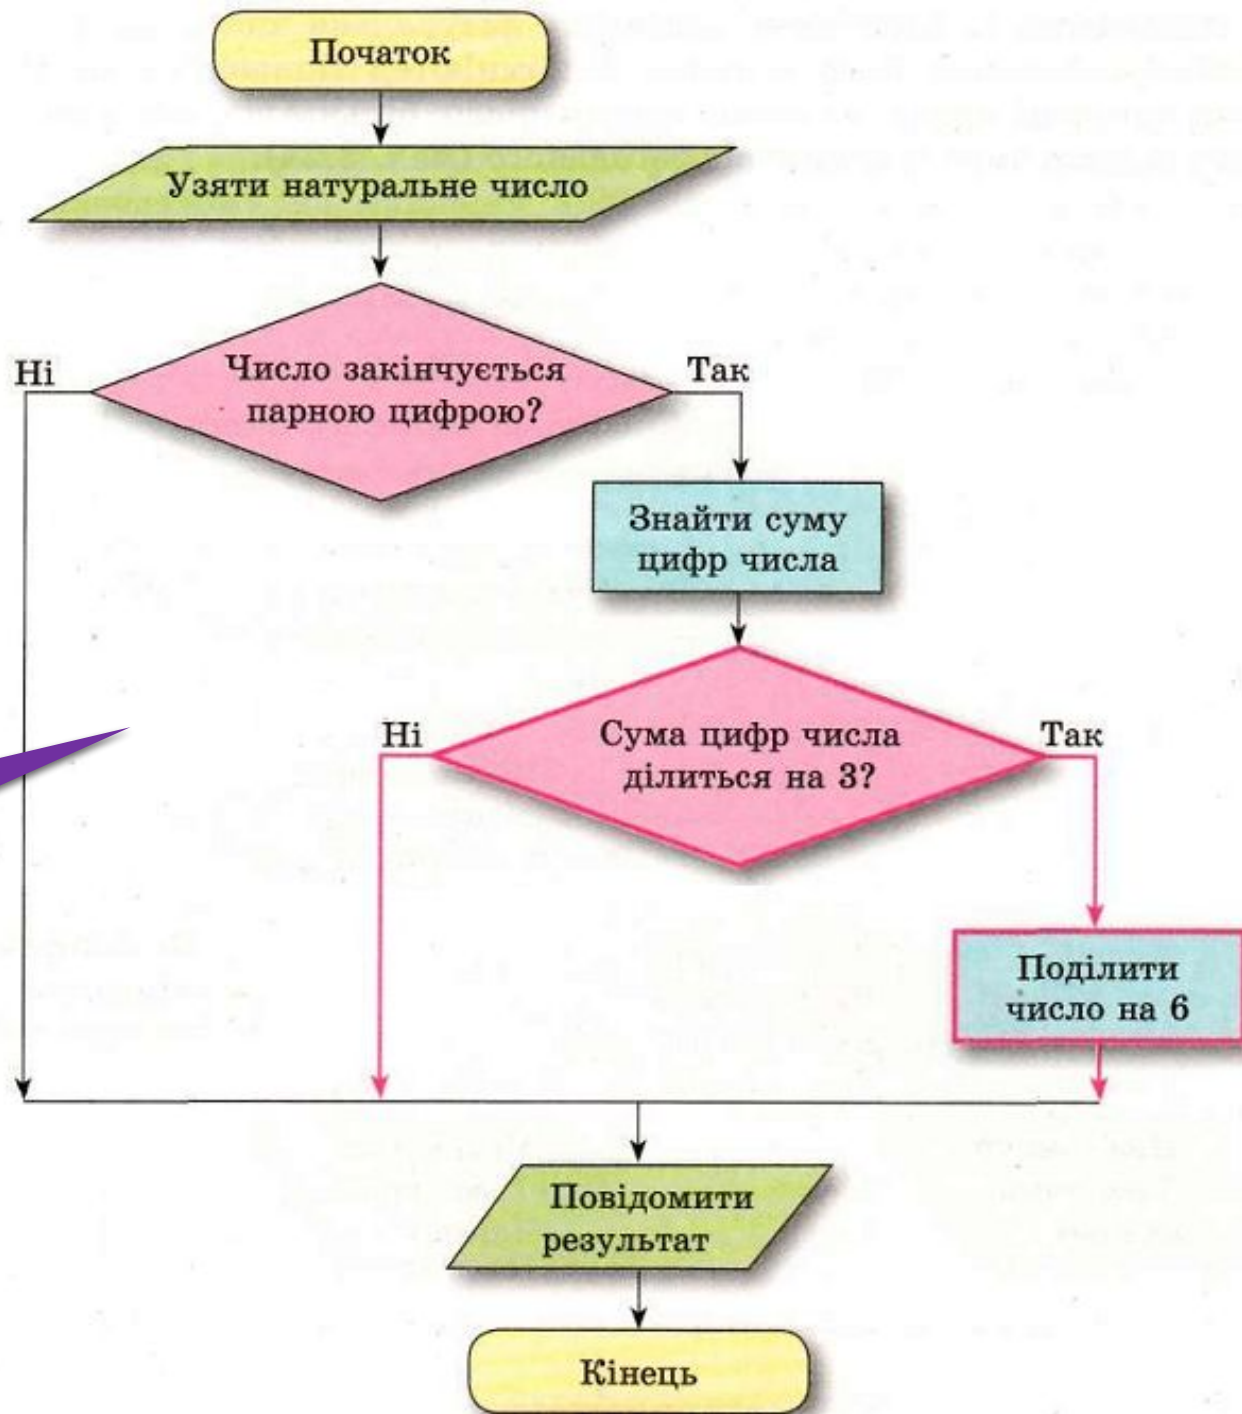 Початок
Узяти натуральне число
Число закінчується
парною цифрою?
Ні
Так
Знайти суму
цифр числа
Сума цифр числа
ділиться на 3?
Ні
Так
Поділити
число на 6
Повідомити
результат
Кінець